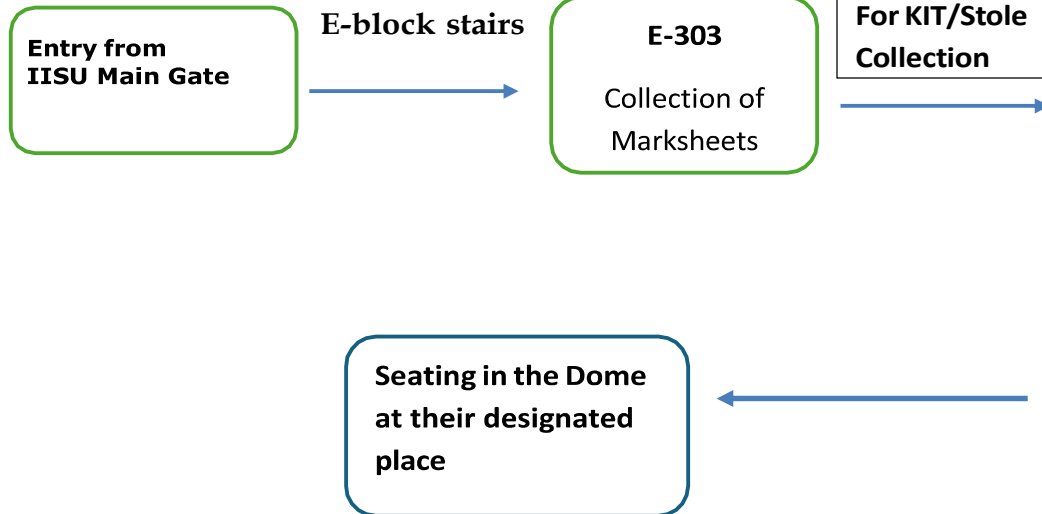 Entry from
IISU Main Gate
E-block stairs
E-303
Collection of
Marksheets
For KIT/Stole
Collection
Seating in the Dome
at their designated
place